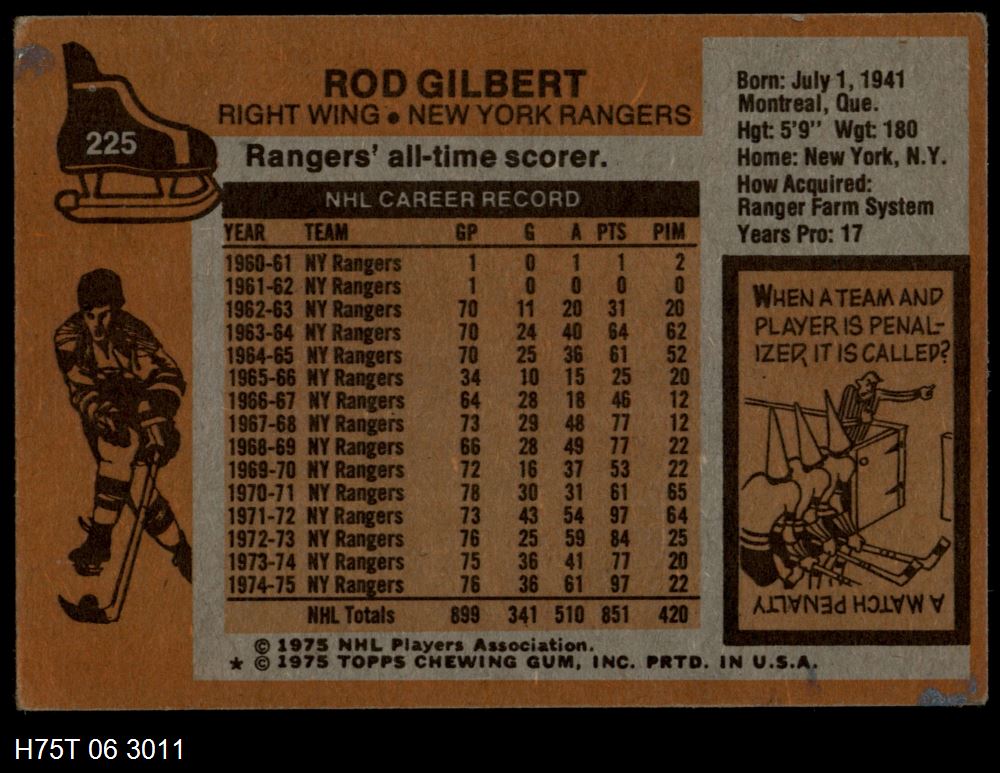 225
ROD GILBERT
RIGHT WING • NEW YORK RANGERS
Rangers' all-time scorer.
NHL CAREER RECORD
YEAR TEAM GP G A PTS PIM
1960-61 NY Rangers 1 0 1 1 2
1961-62 NY Rangers 1 0 0 0 0
1962-63 NY Rangers 70 11 20 31 20
1963-64 NY Rangers 70 24 40 64 62
1964-65 NY Rangers 70 25 36 61 52
1965-66 NY Rangers 34 10 15 25 20
1966-67 NY Rangers 64 28 18 46 12
1967-68 NY Rangers 73 29 48 77 12
1968-69 NY Rangers 66 28 49 77 22
1969-70 NY Rangers 72 16 37 53 22
1970-71 NY Rangers 78 30 31 61 65
1971-72 NY Rangers 73 43 54 97 64
1972-73 NY Rangers 76 25 59 84 25
1973-74 NY Rangers 75 36 41 77 20
1974-75 NY Rangers 76 36 61 97 22
NHL Totals 899 341 510 851 420
© 1975 NHL Players Association.
★ © 1975 TOPPS CHEWING GUM, INC. PRTD. IN U.S.A.
Born: July 1, 1941
Montreal, Que.
Hgt: 5'9" Wgt: 180
Home: New York, N.Y.
How Acquired:
Ranger Farm System
Years Pro: 17
WHEN A TEAM AND
PLAYER IS PENAL-
IZED, IT IS CALLED?
A MATCH PENALTY
H75T 06 3011